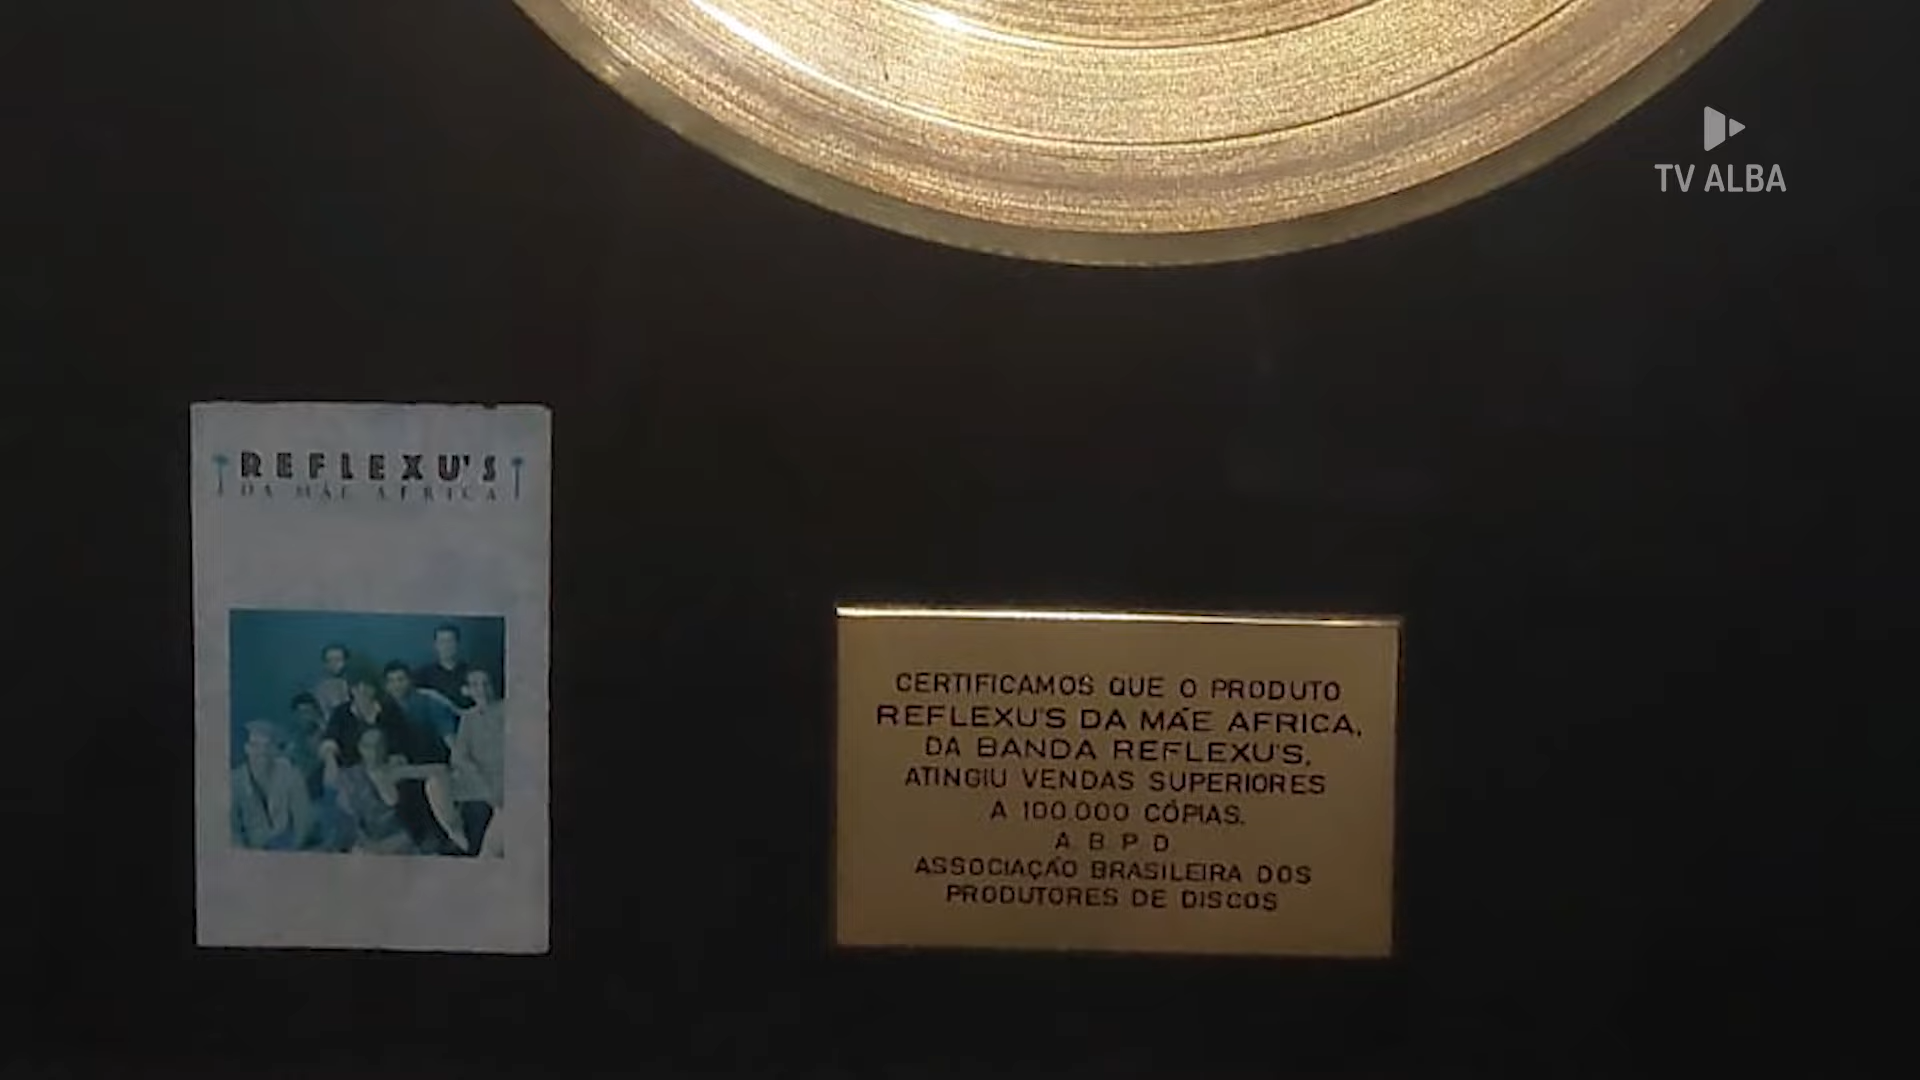 TV ALBA
REFLEXU'S
DA MÃE AFRICA
CERTIFICAMOS QUE O PRODUTO
REFLEXU'S DA MÃE AFRICA,
DA BANDA REFLEXU'S,
ATINGIU VENDAS SUPERIORES
A 100.000 CÓPIAS.
A B P D
ASSOCIAÇÃO BRASILEIRA DOS
PRODUTORES DE DISCOS